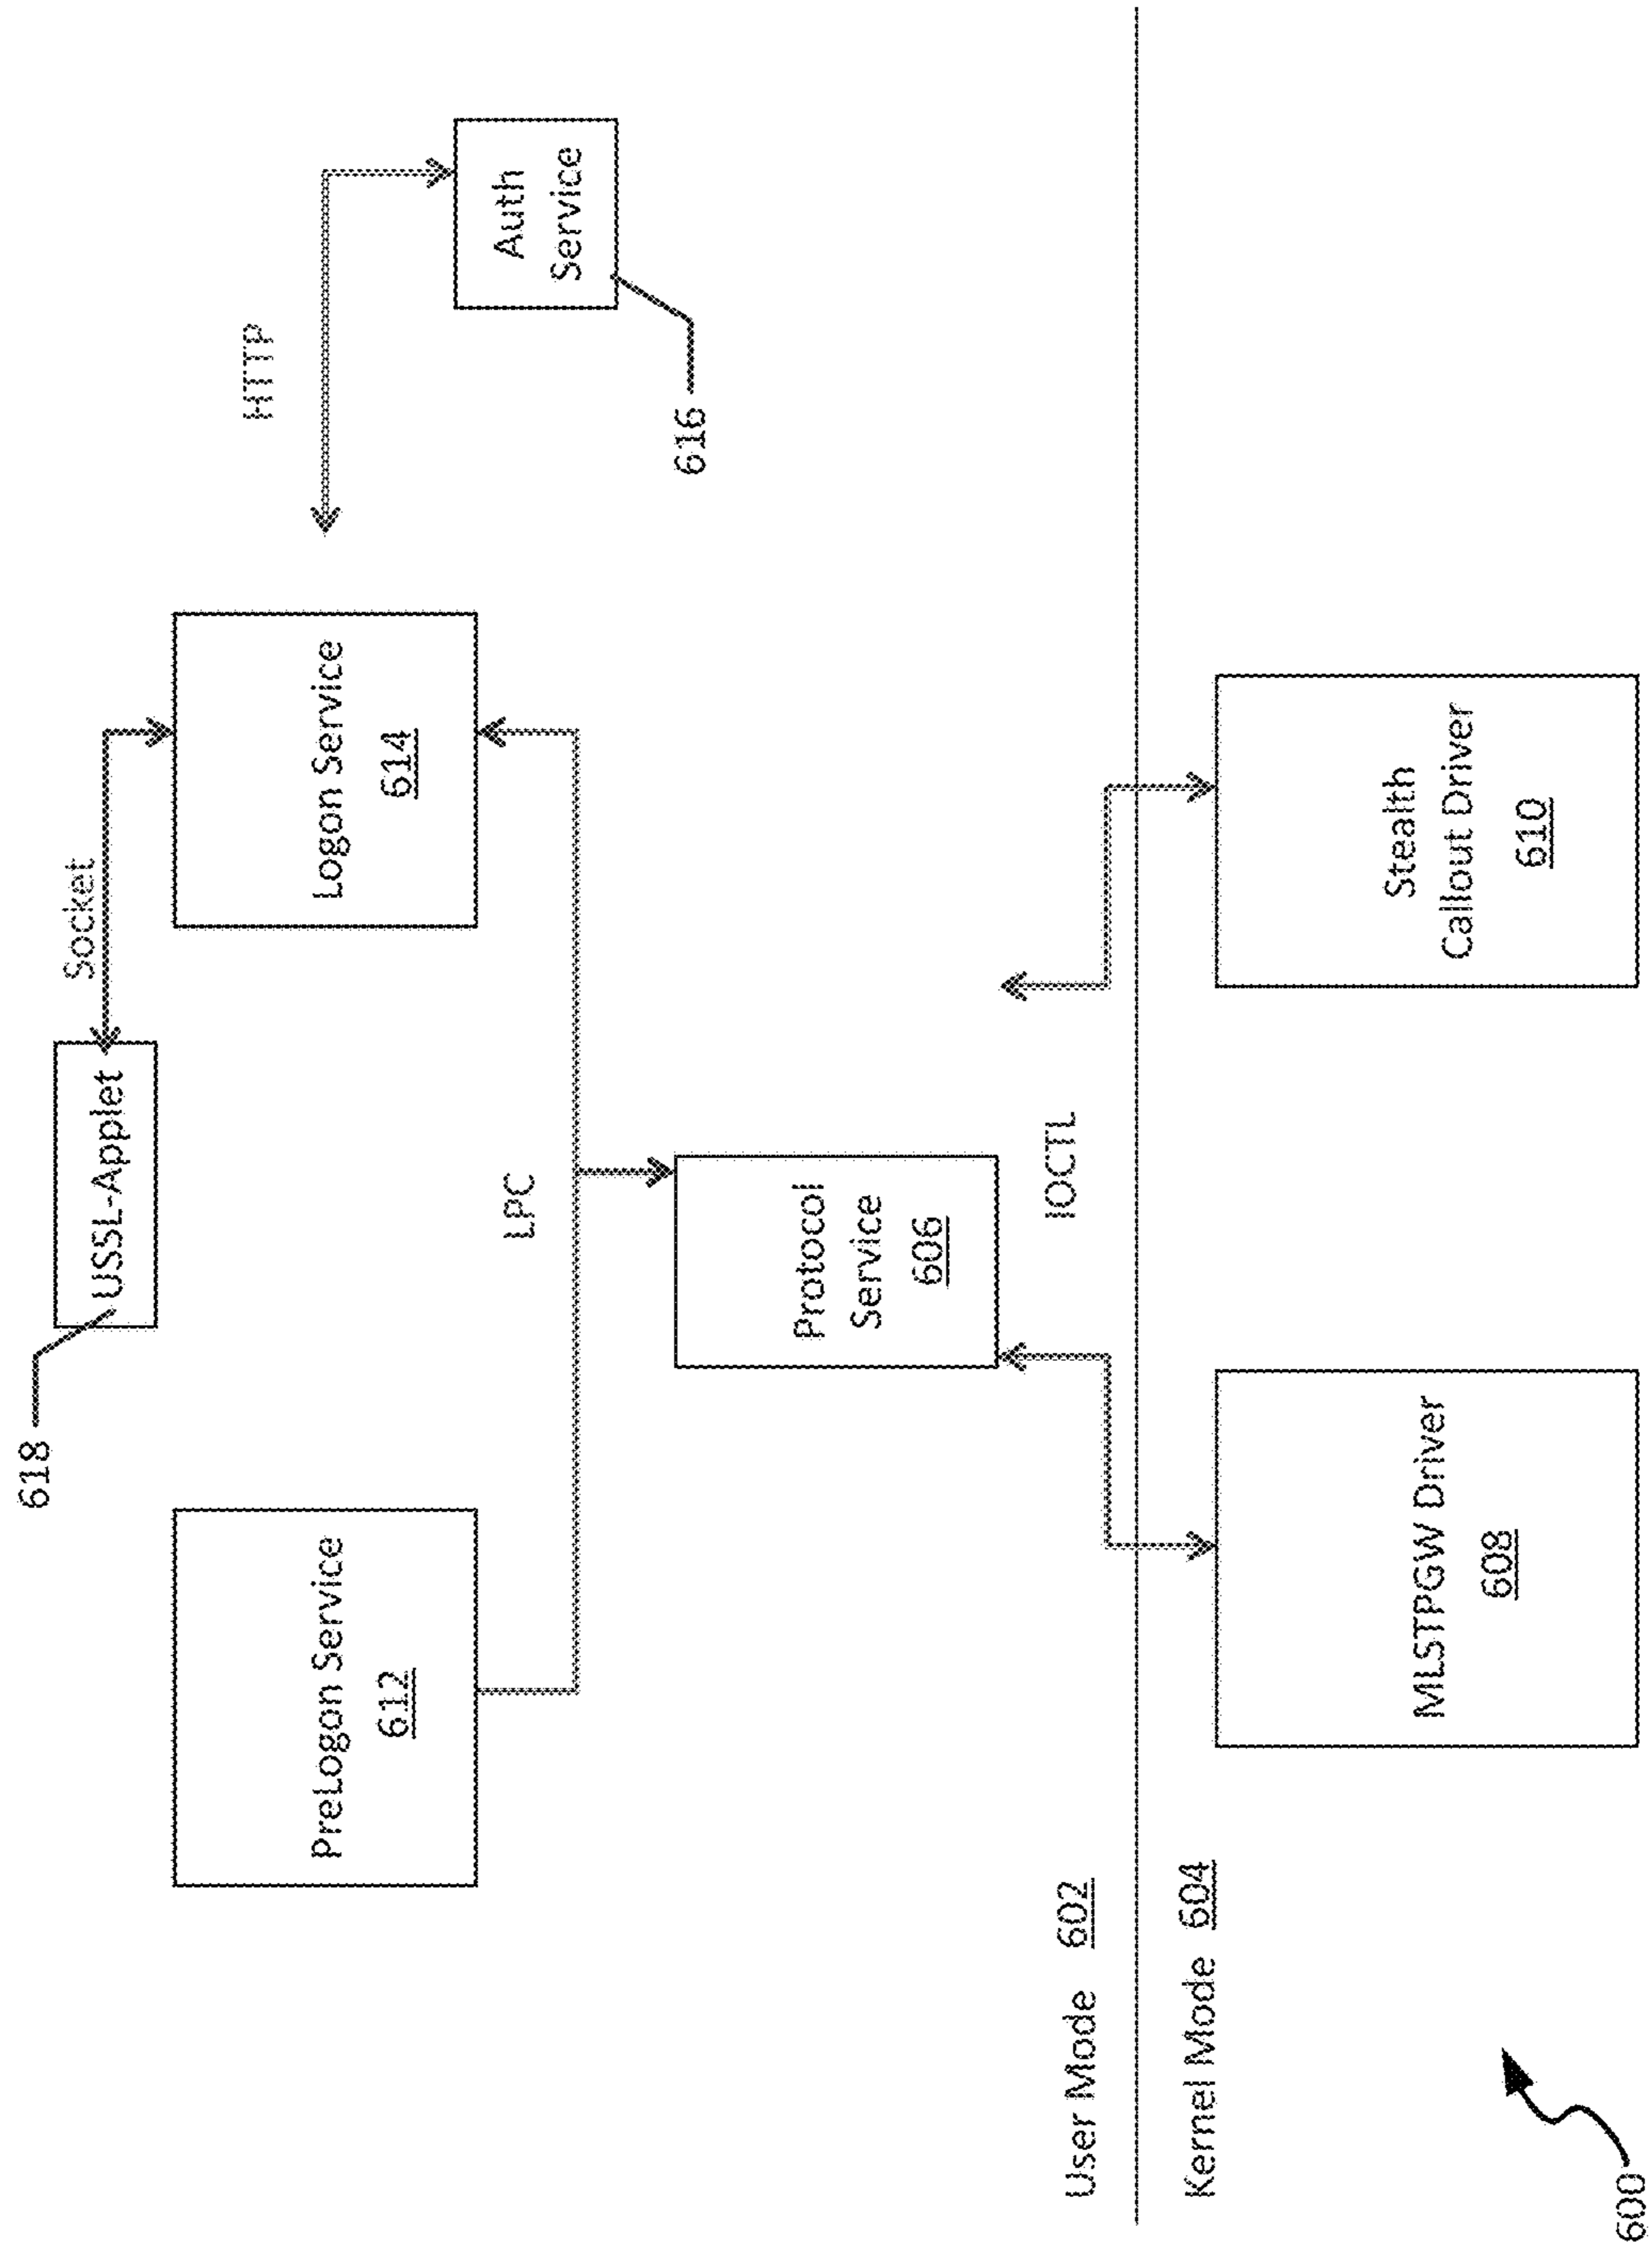 618
USSL-Applet
Socket
HTTP
PreLogon Service
612
Logon Service
614
Auth
Service
616
LPC
Protocol
Service
606
IOCTL
User Mode 602
Kernel Mode 604
MLSTPGW Driver
608
Stealth
Callout Driver
610
600